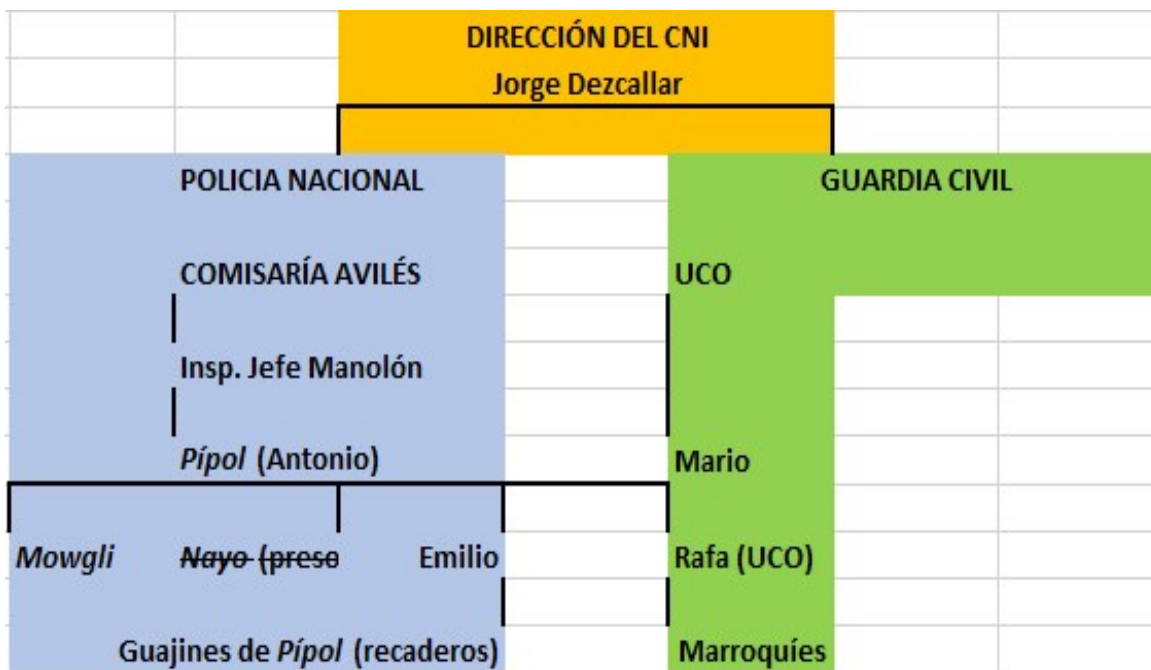 DIRECCIÓN DEL CNI
Jorge Dezcallar
POLICIA NACIONAL GUARDIA CIVIL
COMISARÍA AVILÉS UCO
Insp. Jefe Manolón
Pípol (Antonio) Mario
Mowgli Nayo (preso Emilio Rafa (UCO)
Guajines de Pípol (recaderos) Marroquíes